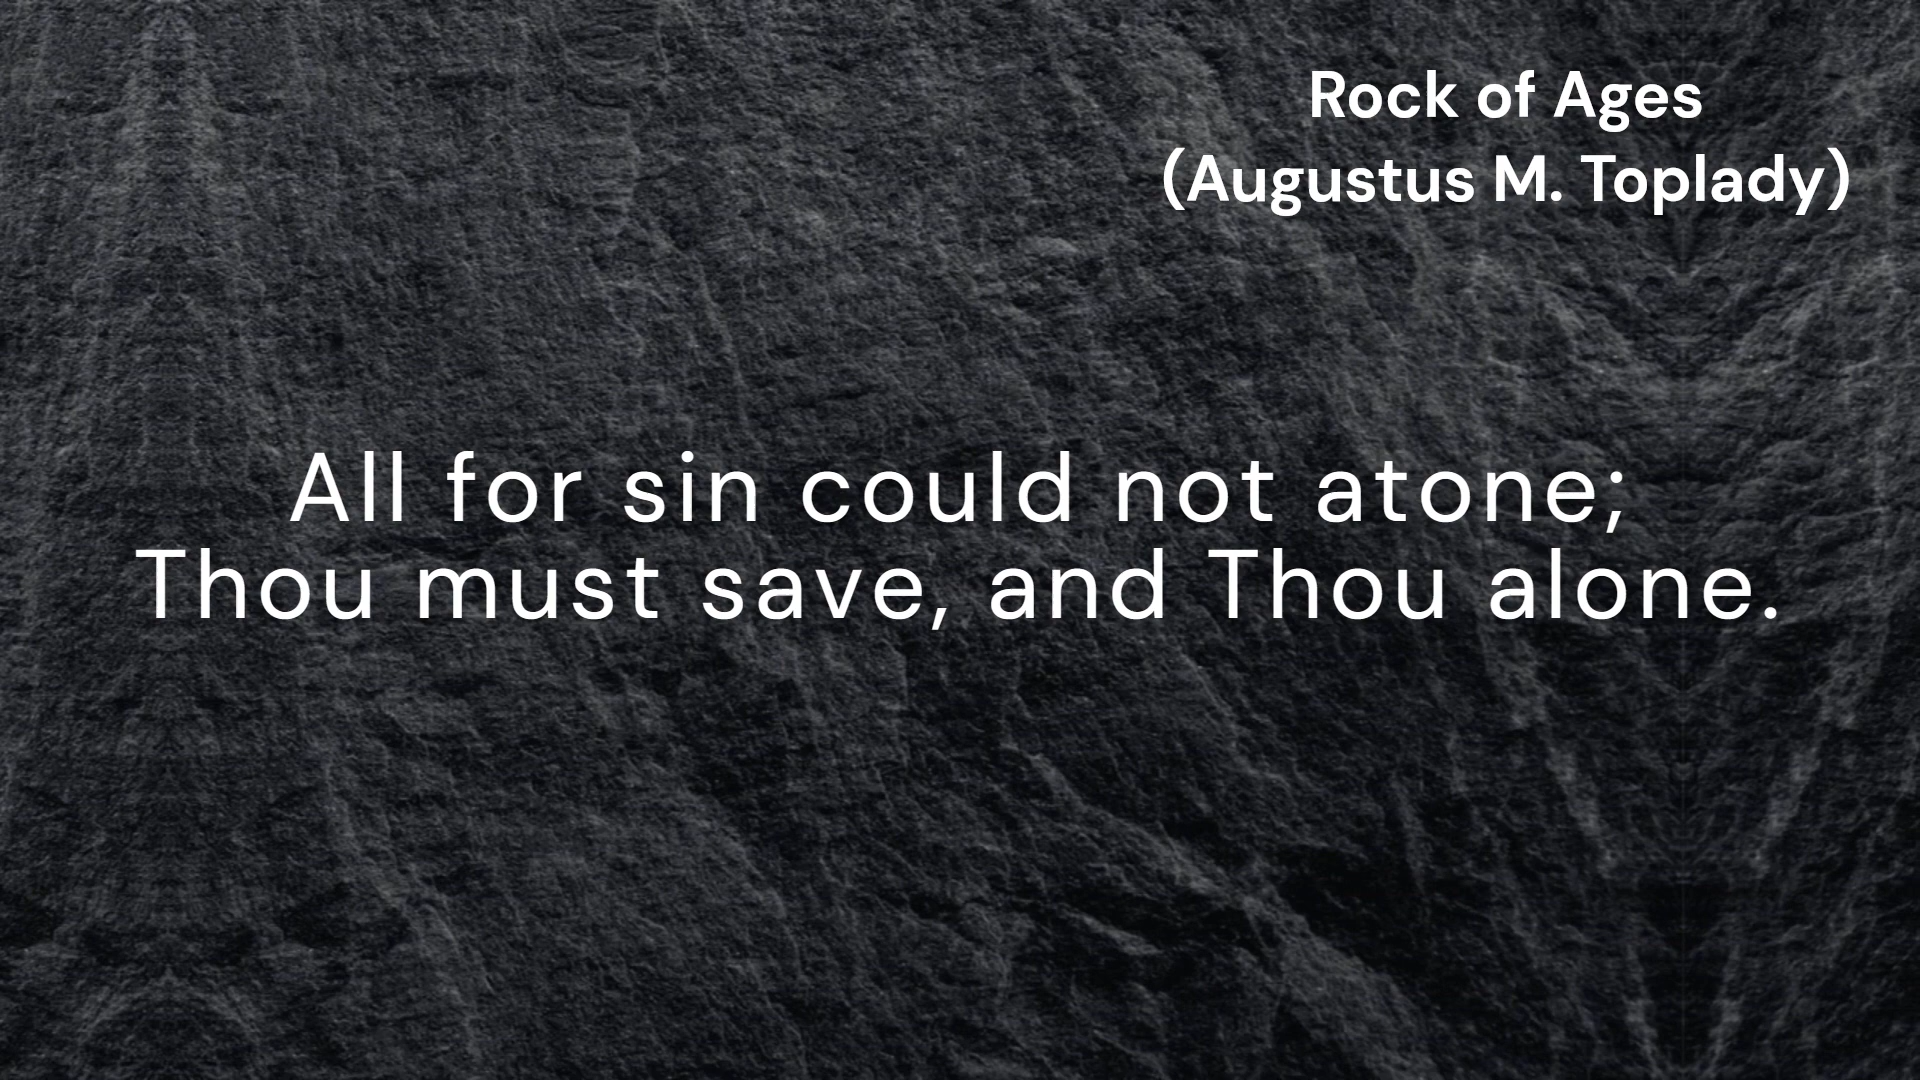 Rock of Ages
(Augustus M. Toplady)
All for sin could not atone;
Thou must save, and Thou alone.